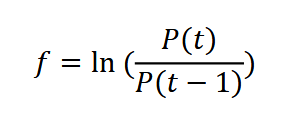 f = ln (P(t)/P(t − 1))